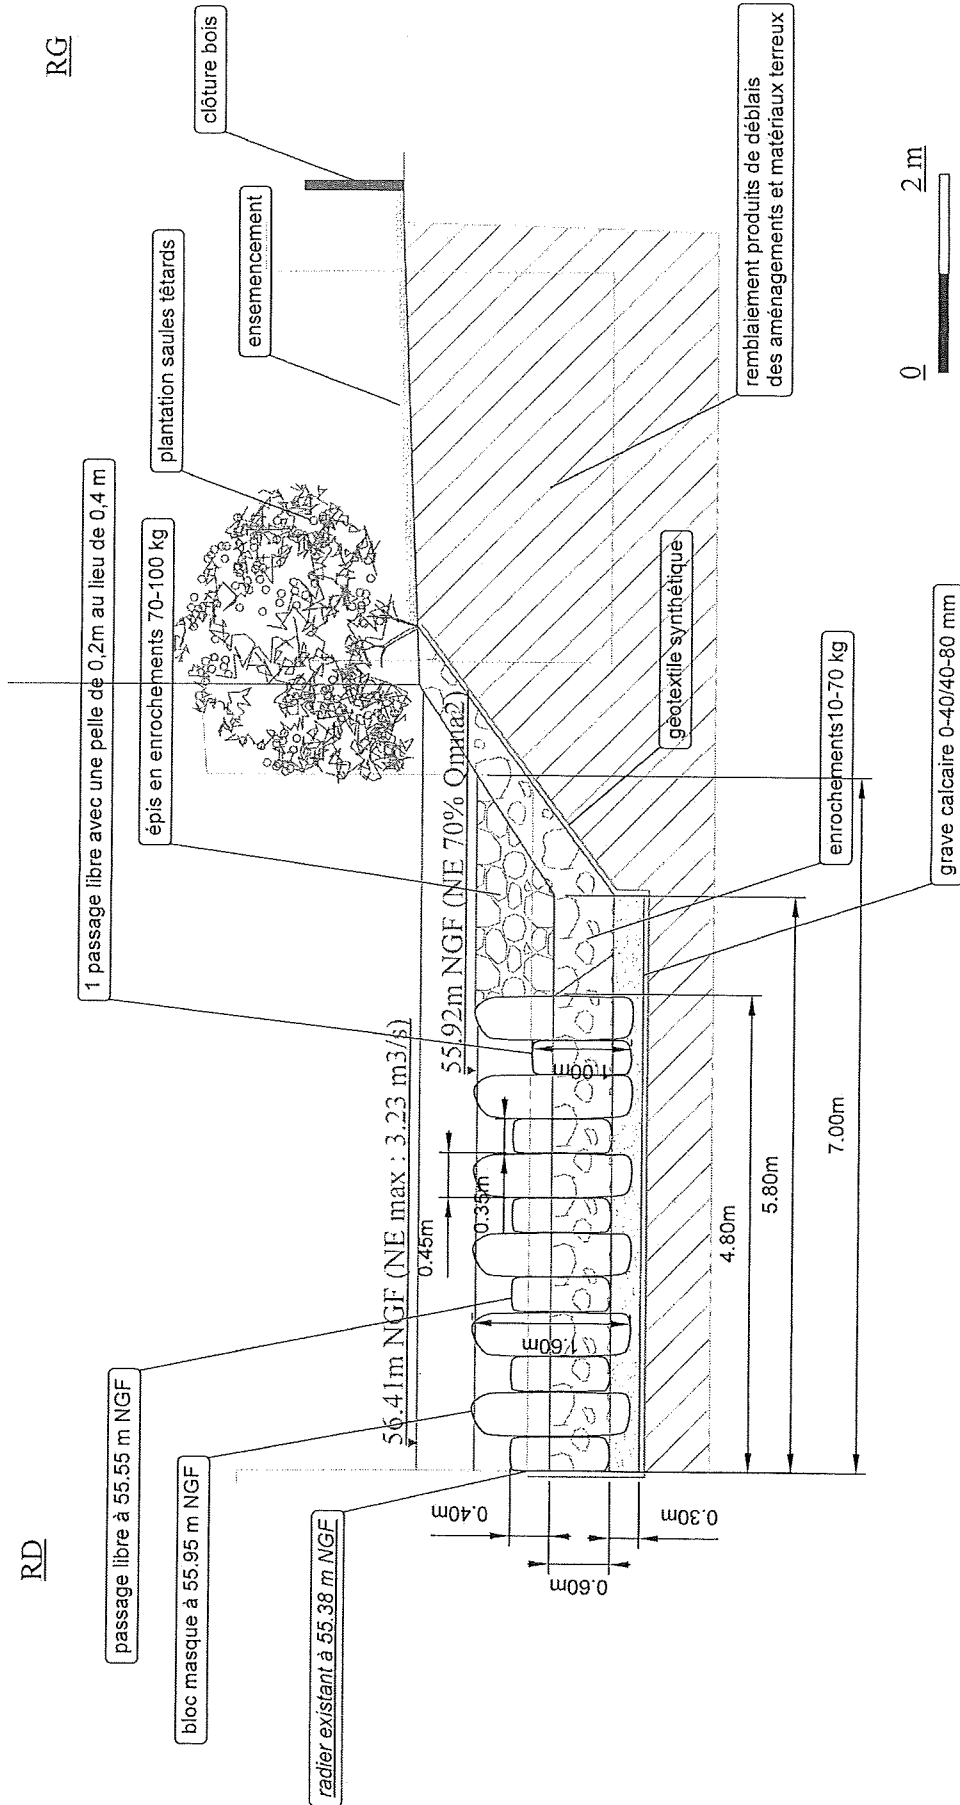 RD
RG
passage libre à 55.55 m NGF
bloc masque à 55.95 m NGF
radier existant à 55.38 m NGF
1 passage libre avec une pelle de 0,2m au lieu de 0,4 m
épis en enrochements 70-100 kg
plantation saules têtards
ensemencement
clôture bois
56.41m NGF (NE max : 3.23 m3/s)
55.92m NGF (NE 70% Qmna2)
0.45m
0.35m
1.60m
1.00m
0.40m
0.60m
0.30m
4.80m
5.80m
7.00m
géotextile synthétique
enrochements10-70 kg
grave calcaire 0-40/40-80 mm
remblaiement produits de déblais
des aménagements et matériaux terreux
0
2 m